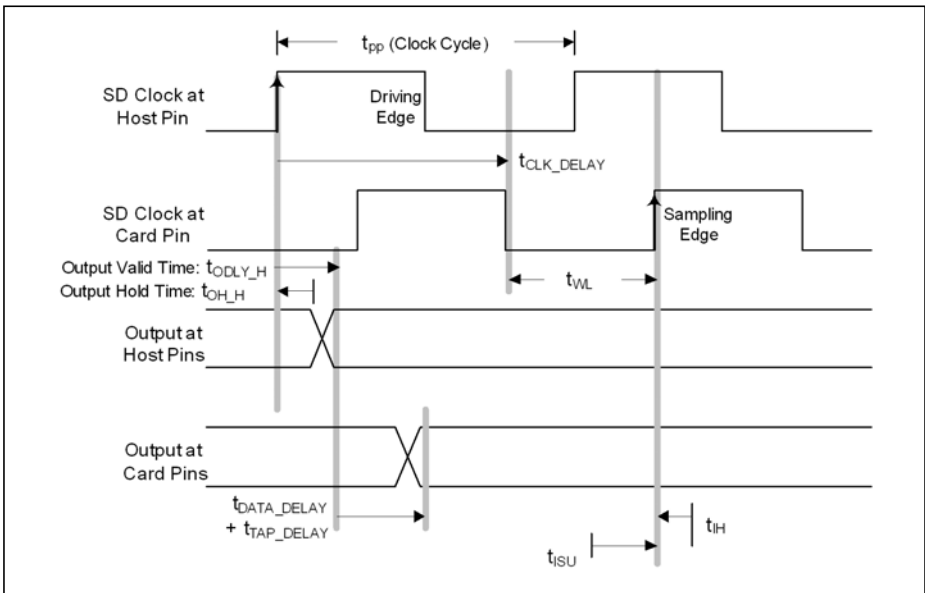 tpp (Clock Cycle)
SD Clock at
Host Pin
Driving
Edge
tCLK_DELAY
SD Clock at
Card Pin
Sampling
Edge
Output Valid Time: tODLY_H
Output Hold Time: tOH_H
tWL
Output at
Host Pins
Output at
Card Pins
tDATA_DELAY
+ tTAP_DELAY
tIH
tISU